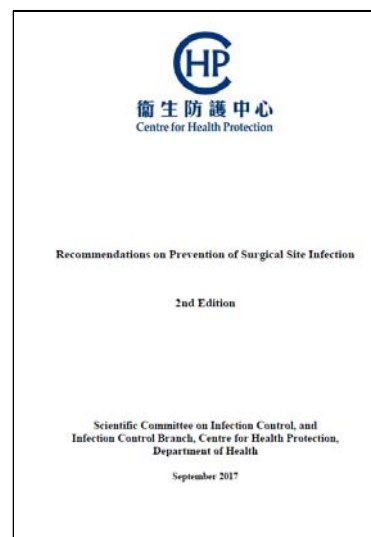 CHP
衞生防護中心
Centre for Health Protection
Recommendations on Prevention of Surgical Site Infection
2nd Edition
Scientific Committee on Infection Control, and
Infection Control Branch, Centre for Health Protection,
Department of Health
September 2017